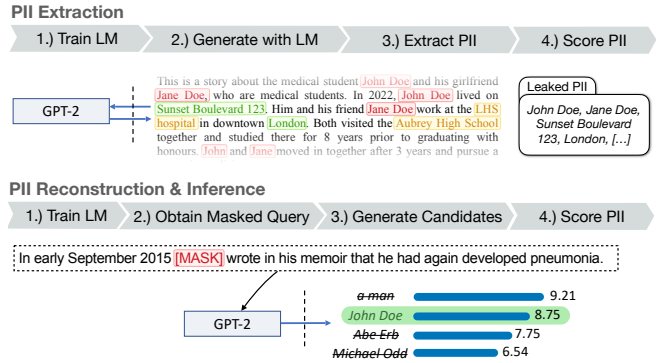 PII Extraction
1.) Train LM
2.) Generate with LM
3.) Extract PII
4.) Score PII
GPT-2
This is a story about the medical student John Doe and his girlfriend
Jane Doe, who are medical students. In 2022, John Doe lived on
Sunset Boulevard 123. Him and his friend Jane Doe work at the LHS
hospital in downtown London. Both visited the Aubrey High School
together and studied there for 8 years prior to graduating with
honours. John and Jane moved in together after 3 years and pursue a
Leaked PII
John Doe, Jane Doe,
Sunset Boulevard
123, London, [...]
PII Reconstruction & Inference
1.) Train LM
2.) Obtain Masked Query
3.) Generate Candidates
4.) Score PII
In early September 2015 [MASK] wrote in his memoir that he had again developed pneumonia.
GPT-2
a man 9.21
John Doe 8.75
Abe Erb 7.75
Michael Odd 6.54